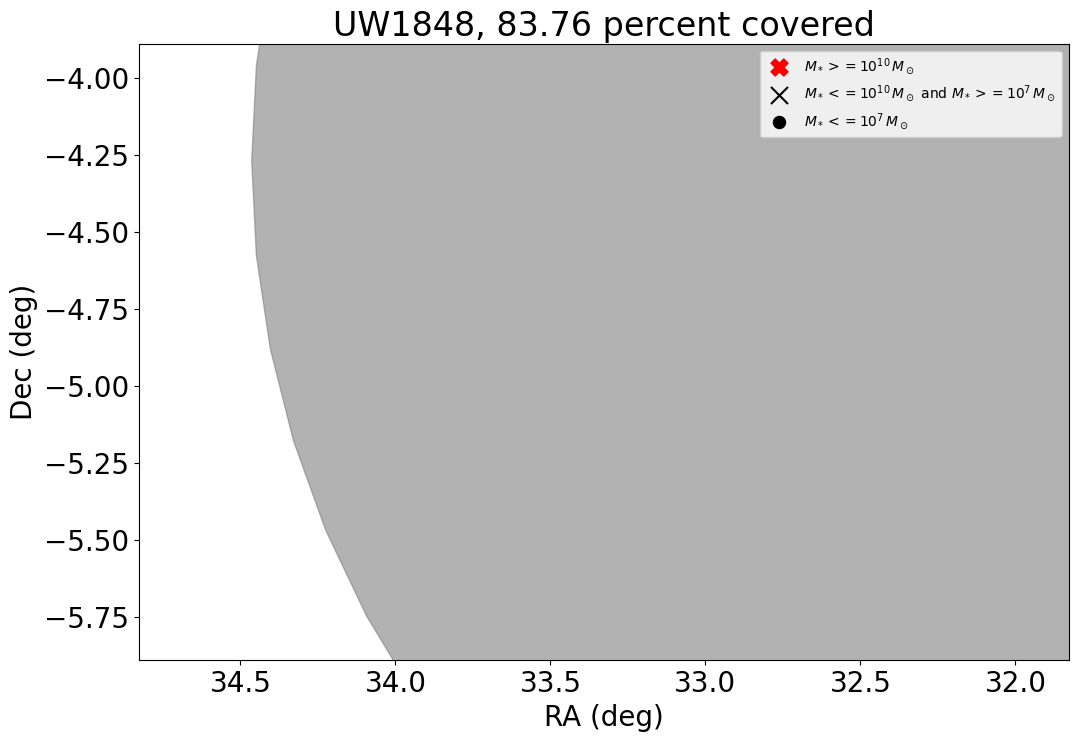 UW1848, 83.76 percent covered
M* >= 10^10 M⊙
M* <= 10^10 M⊙ and M* >= 10^7 M⊙
M* <= 10^7 M⊙
−4.00
−4.25
−4.50
−4.75
−5.00
−5.25
−5.50
−5.75
Dec (deg)
34.5 34.0 33.5 33.0 32.5 32.0
RA (deg)